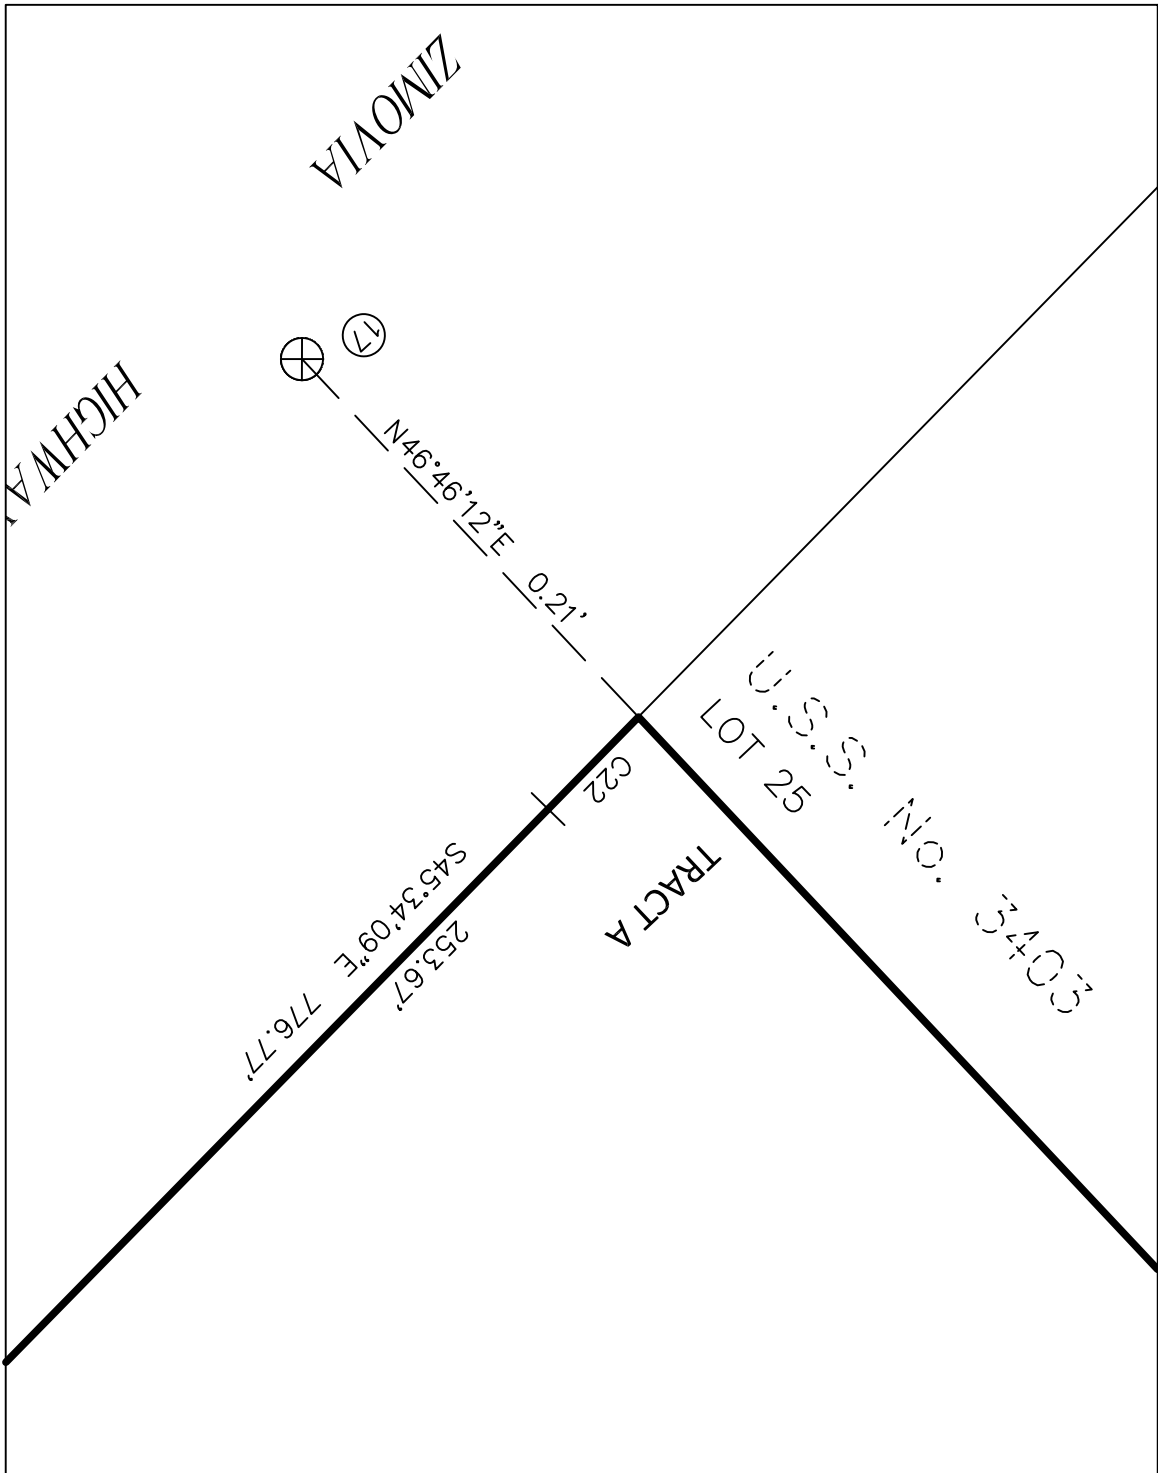 ZIMOVIA
HIGHWAY
17
N46°46'12"E 0.21'
U.S.S. No. 3403
LOT 25
C22
TRACT A
S45°34'09"E 776.77'
253.67'